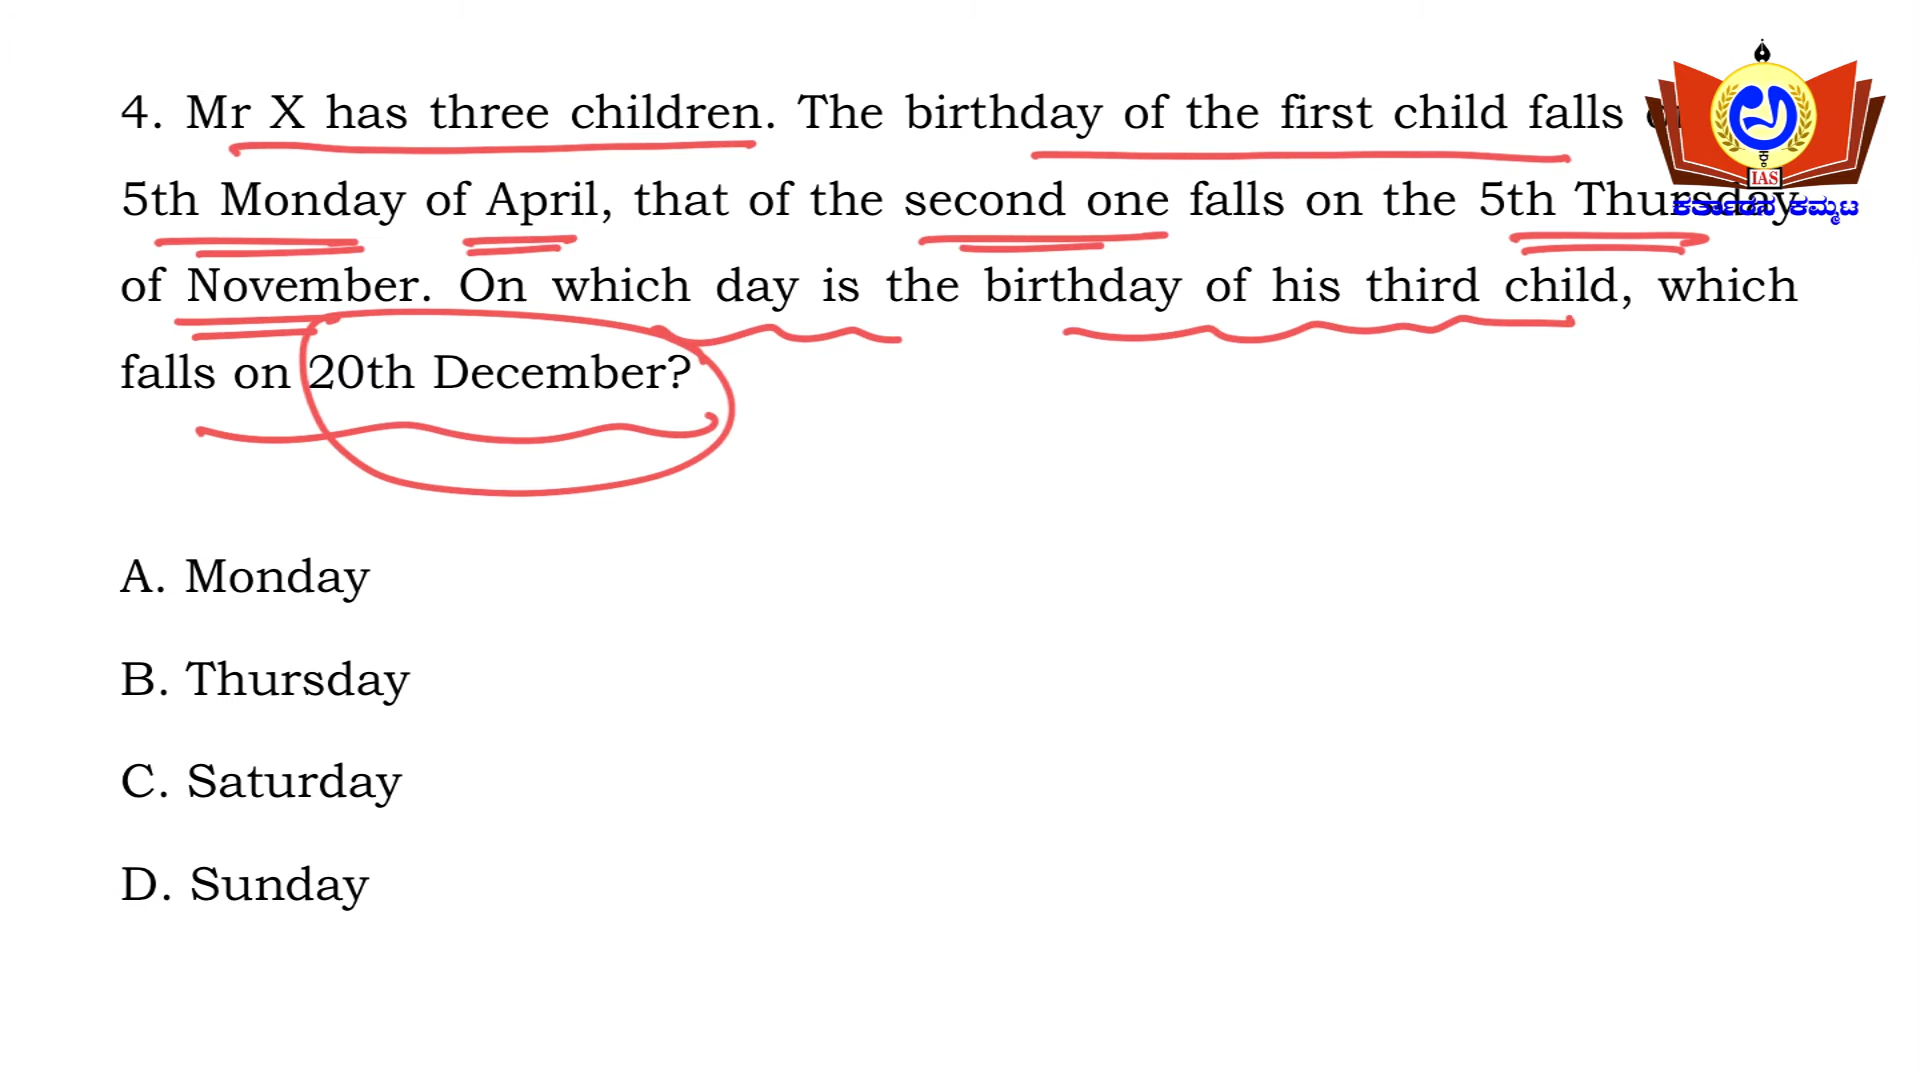 4. Mr X has three children. The birthday of the first child falls
5th Monday of April, that of the second one falls on the 5th Thursday
of November. On which day is the birthday of his third child, which
falls on 20th December?
A. Monday
B. Thursday
C. Saturday
D. Sunday
IAS
ಕಮ್ಮಟ